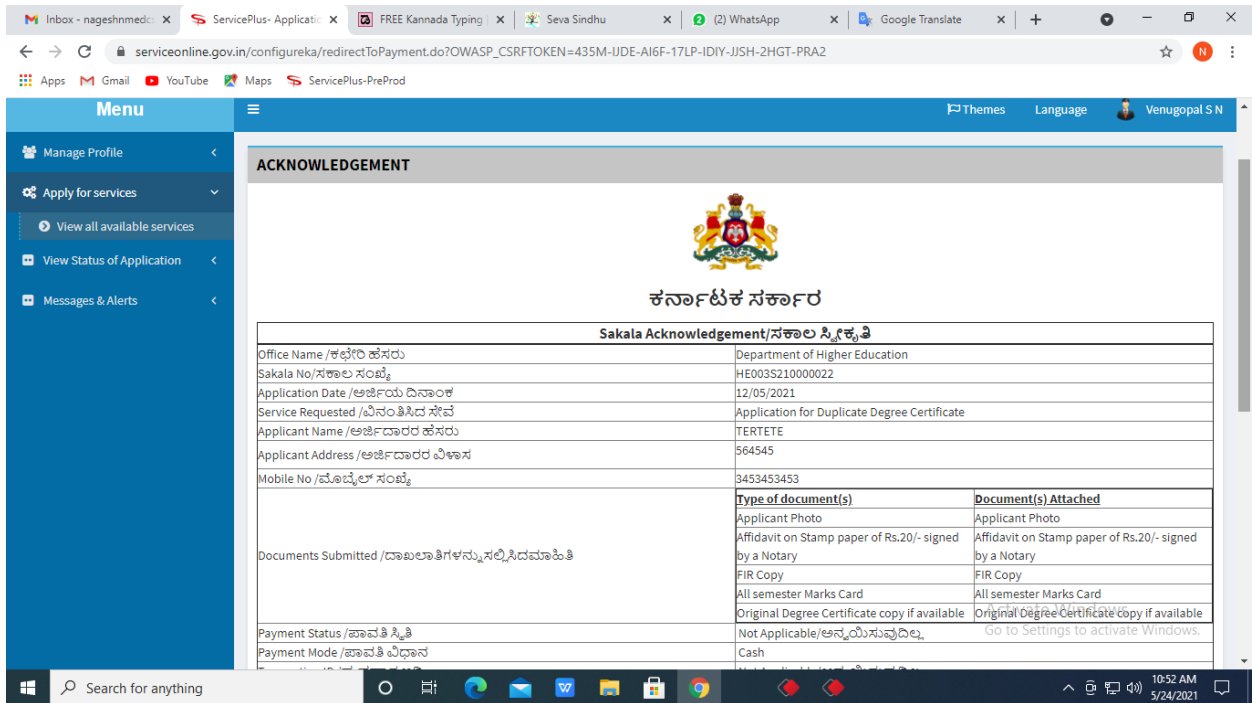 Inbox - nageshnmedcs
ServicePlus- Applicatio
FREE Kannada Typing
Seva Sindhu
(2) WhatsApp
Google Translate
serviceonline.gov.in/configureka/redirectToPayment.do?OWASP_CSRFTOKEN=435M-IJDE-AI6F-17LP-IDIY-JJSH-2HGT-PRA2
N
Apps Gmail YouTube Maps ServicePlus-PreProd
Menu
Themes Language Venugopal S N
Manage Profile
Apply for services
View all available services
View Status of Application
Messages & Alerts
ACKNOWLEDGEMENT
ಕರ್ನಾಟಕ ಸರ್ಕಾರ
Sakala Acknowledgement/ಸಕಾಲ ಸ್ವೀಕೃತಿ
Office Name /ಕಛೇರಿ ಹೆಸರು Department of Higher Education
Sakala No/ಸಕಾಲ ಸಂಖ್ಯೆ HE003S210000022
Application Date /ಅರ್ಜಿಯ ದಿನಾಂಕ 12/05/2021
Service Requested /ವಿನಂತಿಸಿದ ಸೇವೆ Application for Duplicate Degree Certificate
Applicant Name /ಅರ್ಜಿದಾರರ ಹೆಸರು TERTETE
Applicant Address /ಅರ್ಜಿದಾರರ ವಿಳಾಸ 564545
Mobile No /ಮೊಬೈಲ್ ಸಂಖ್ಯೆ 3453453453
Documents Submitted /ದಾಖಲಾತಿಗಳನ್ನು ಸಲ್ಲಿಸಿದಮಾಹಿತಿ
Type of document(s) Document(s) Attached
Applicant Photo Applicant Photo
Affidavit on Stamp paper of Rs.20/- signed Affidavit on Stamp paper of Rs.20/- signed
by a Notary by a Notary
FIR Copy FIR Copy
All semester Marks Card All semester Marks Card
Original Degree Certificate copy if available Original Degree Certificate copy if available
Payment Status /ಪಾವತಿ ಸ್ಥಿತಿ Not Applicable/ಅನ್ವಯಿಸುವುದಿಲ್ಲ
Payment Mode /ಪಾವತಿ ವಿಧಾನ Cash
Activate Windows
Go to Settings to activate Windows.
Search for anything
10:52 AM
5/24/2021